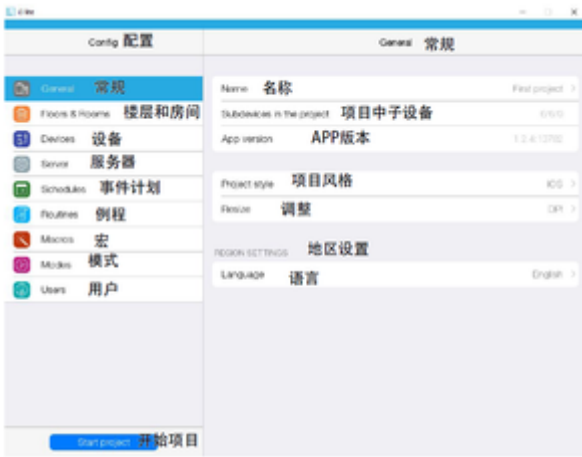 Config 配置
General 常规
General 常规
Floors & Rooms 楼层和房间
Devices 设备
Server 服务器
Schedules 事件计划
Routines 例程
Macros 宏
Modes 模式
Users 用户
Start project 开始项目
Name 名称 First project
Subdevices in the project 项目中子设备
App version APP版本
Project style 项目风格 IOS
Resize 调整 DPI
REGION SETTINGS 地区设置
Language 语言 English